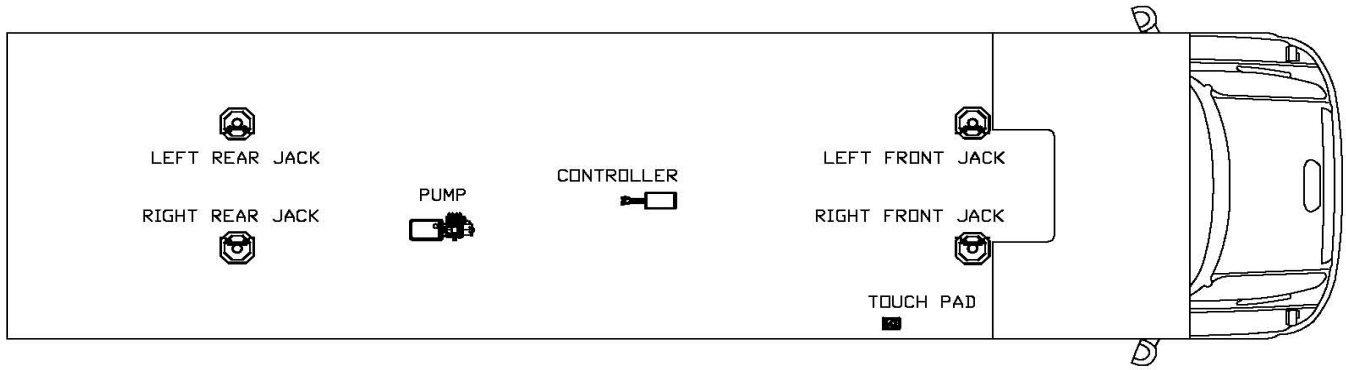 LEFT REAR JACK
LEFT FRONT JACK
CONTROLLER
PUMP
RIGHT REAR JACK
RIGHT FRONT JACK
TOUCH PAD